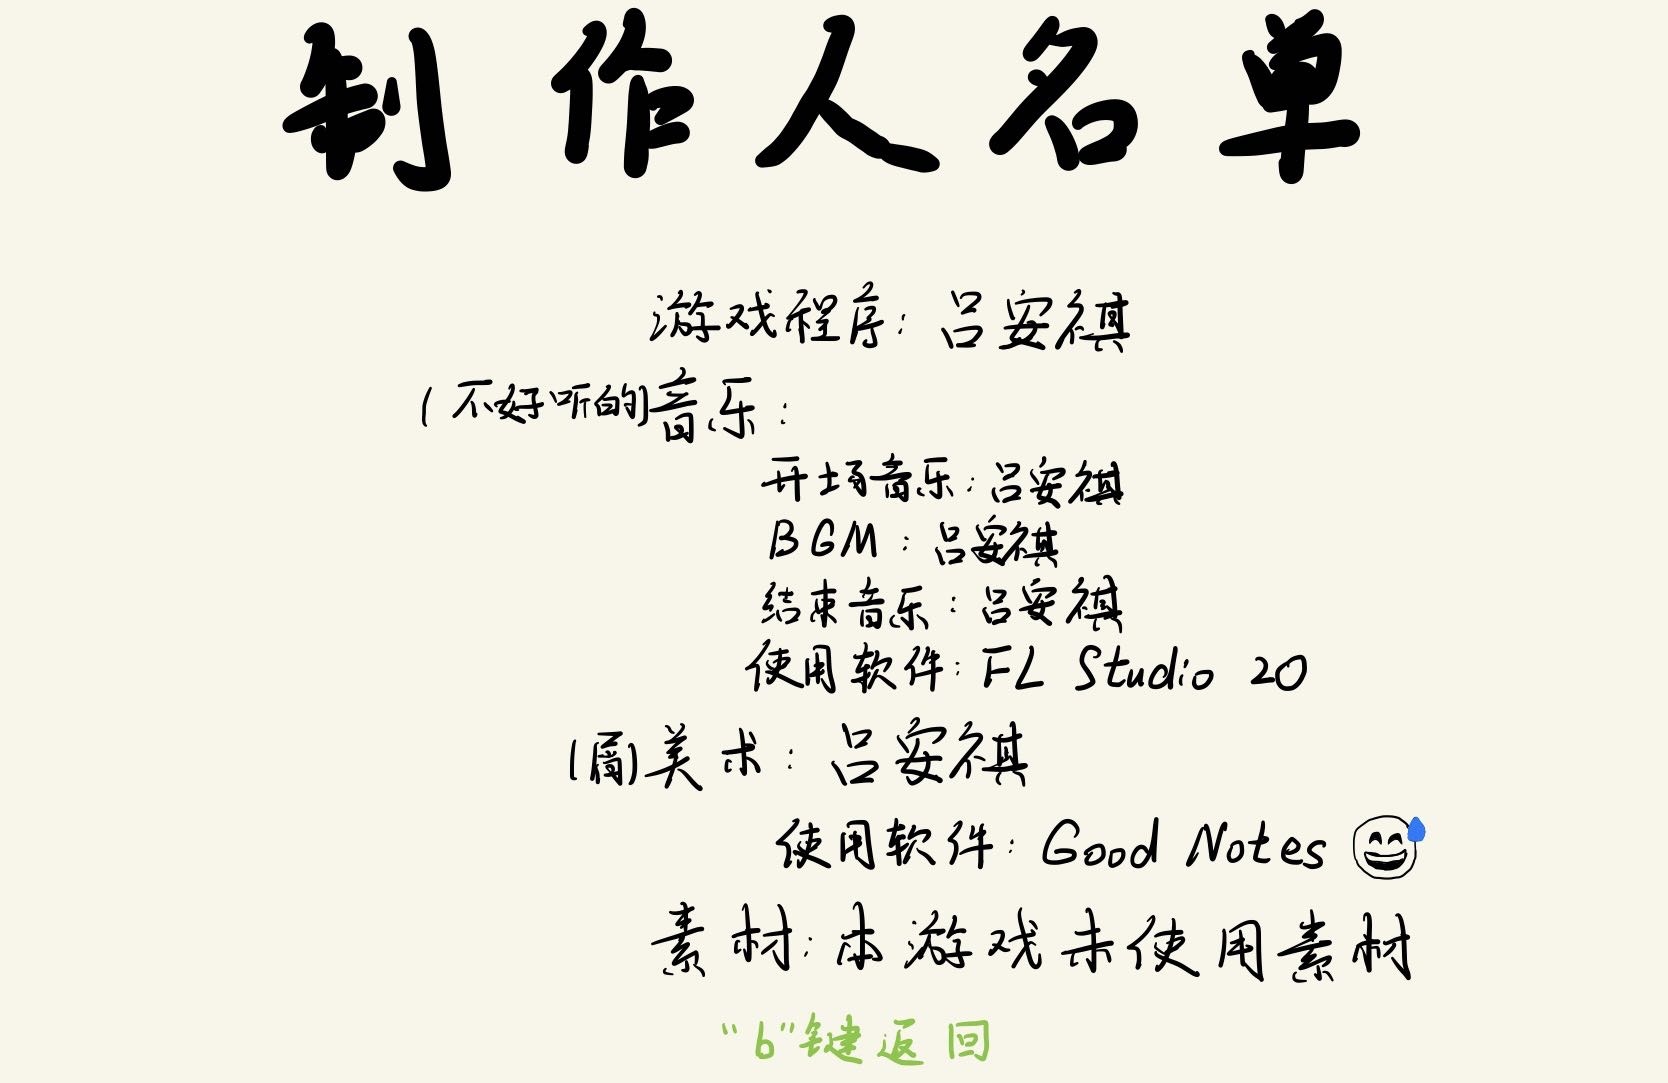 制作人名单
游戏程序：吕安祺
（不好听的）音乐：
开场音乐：吕安祺
BGM：吕安祺
结束音乐：吕安祺
使用软件：FL Studio 20
（）美术：吕安祺
使用软件：Good Notes 😅
素材：本游戏未使用素材
“b”键返回